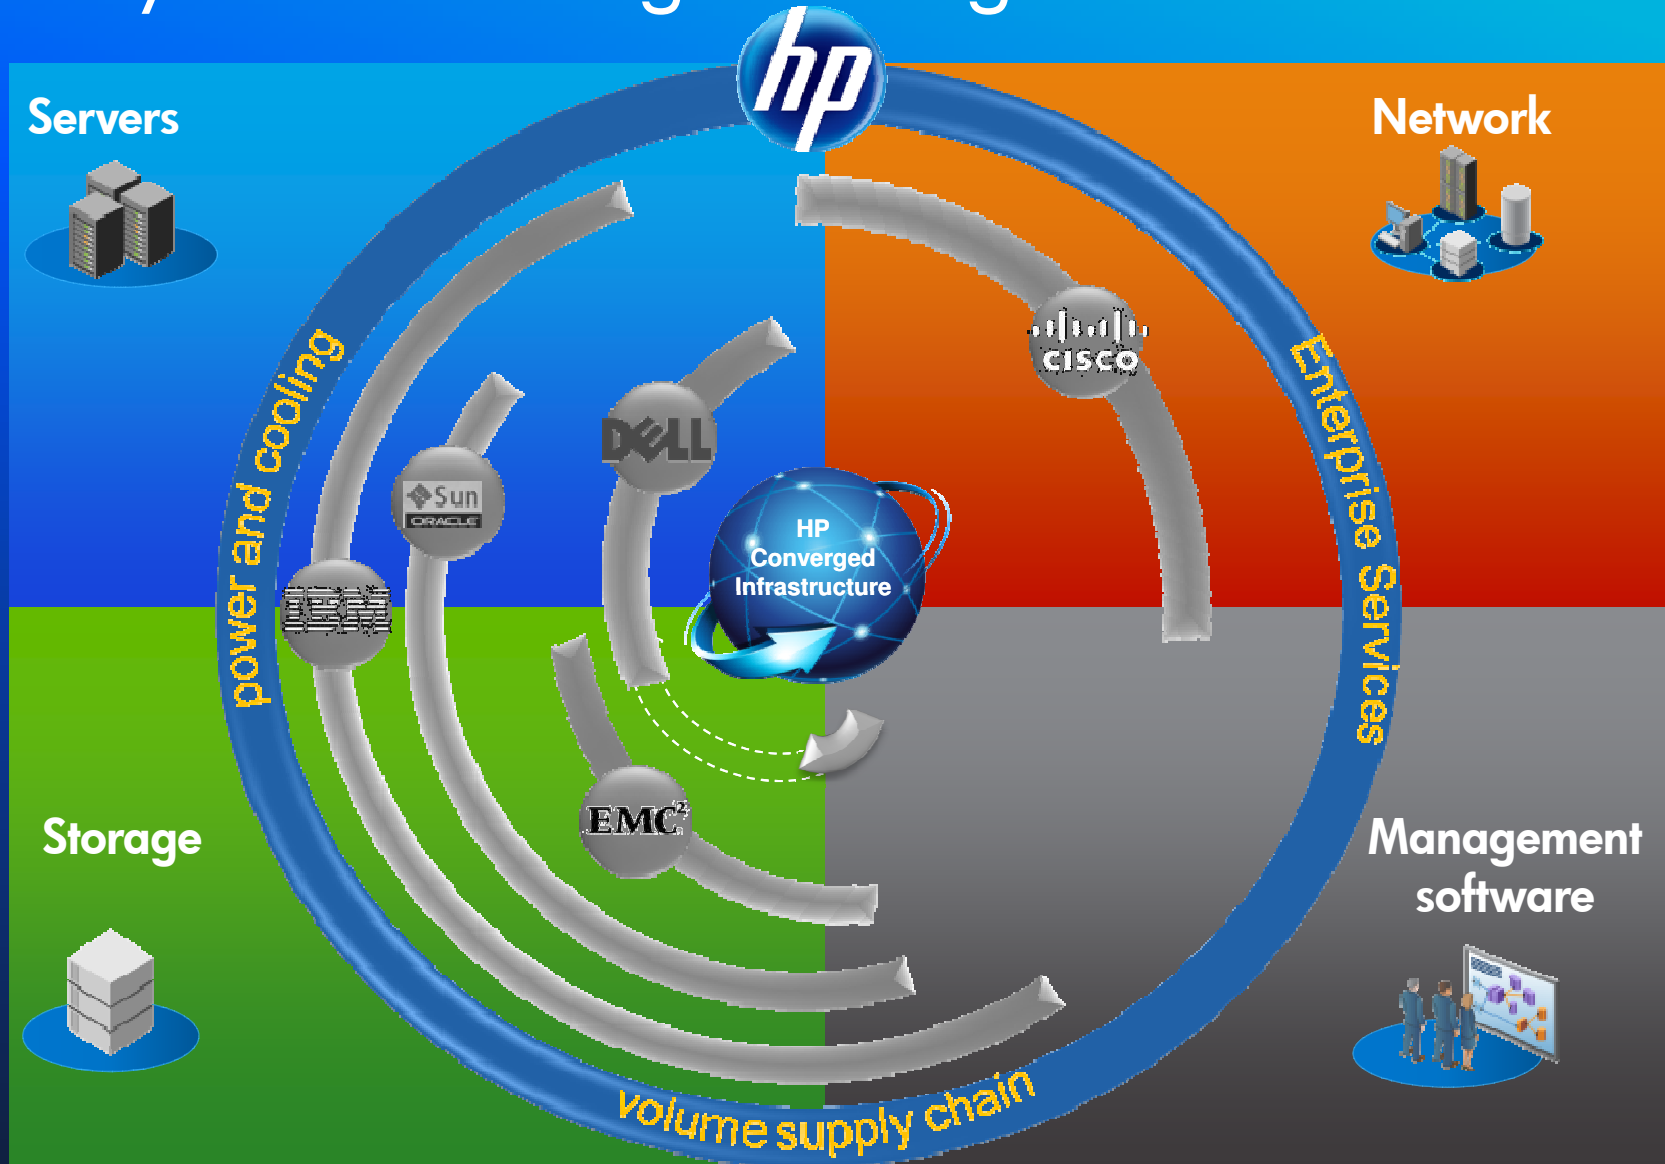 hp
Servers
Network
CISCO
power and cooling
DELL
Enterprise Services
Sun
ORACLE
HP
Converged
Infrastructure
IBM
EMC²
Storage
Management
software
volume supply chain